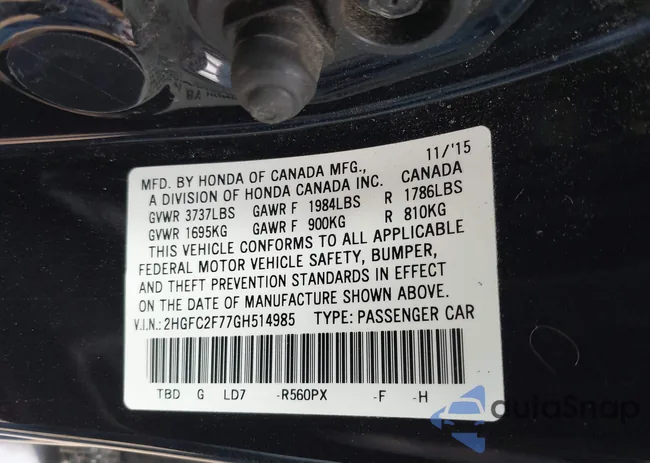 11/'15
MFD. BY HONDA OF CANADA MFG., CANADA
A DIVISION OF HONDA CANADA INC.
GVWR 3737LBS GAWR F 1984LBS R 1786LBS
GVWR 1695KG GAWR F 900KG R 810KG
THIS VEHICLE CONFORMS TO ALL APPLICABLE
FEDERAL MOTOR VEHICLE SAFETY, BUMPER,
AND THEFT PREVENTION STANDARDS IN EFFECT
ON THE DATE OF MANUFACTURE SHOWN ABOVE.
V.I.N.: 2HGFC2F77GH514985 TYPE: PASSENGER CAR
TBD G LD7 -R560PX -F -H
autoSnap